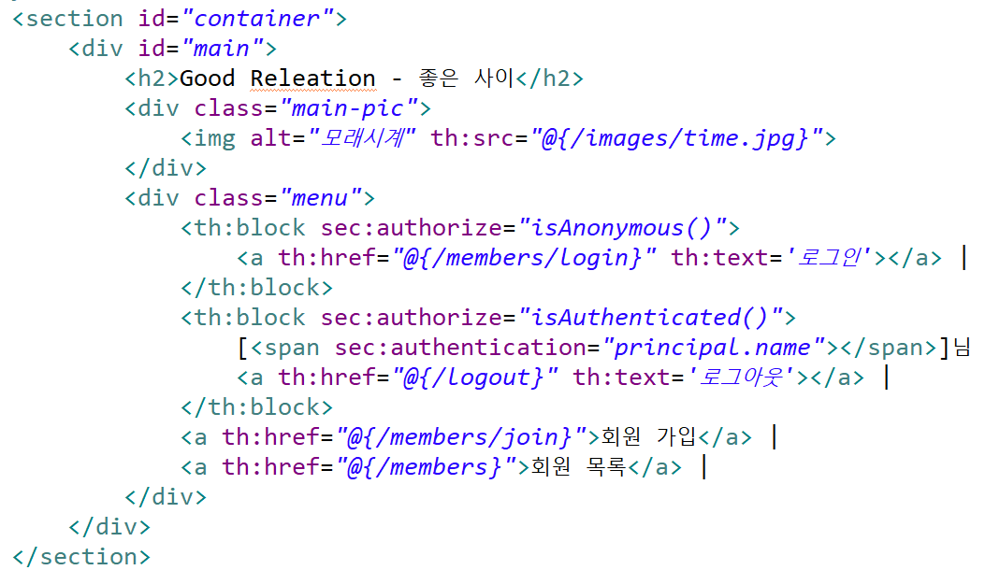 <section id="container">
<div id="main">
<h2>Good Releation - 좋은 사이</h2>
<div class="main-pic">
<img alt="모래시계" th:src="@{/images/time.jpg}">
</div>
<div class="menu">
<th:block sec:authorize="isAnonymous()">
<a th:href="@{/members/login}" th:text='로그인'></a> |
</th:block>
<th:block sec:authorize="isAuthenticated()">
[<span sec:authentication="principal.name"></span>]님
<a th:href="@{/logout}" th:text='로그아웃'></a> |
</th:block>
<a th:href="@{/members/join}">회원 가입</a> |
<a th:href="@{/members}">회원 목록</a> |
</div>
</div>
</section>